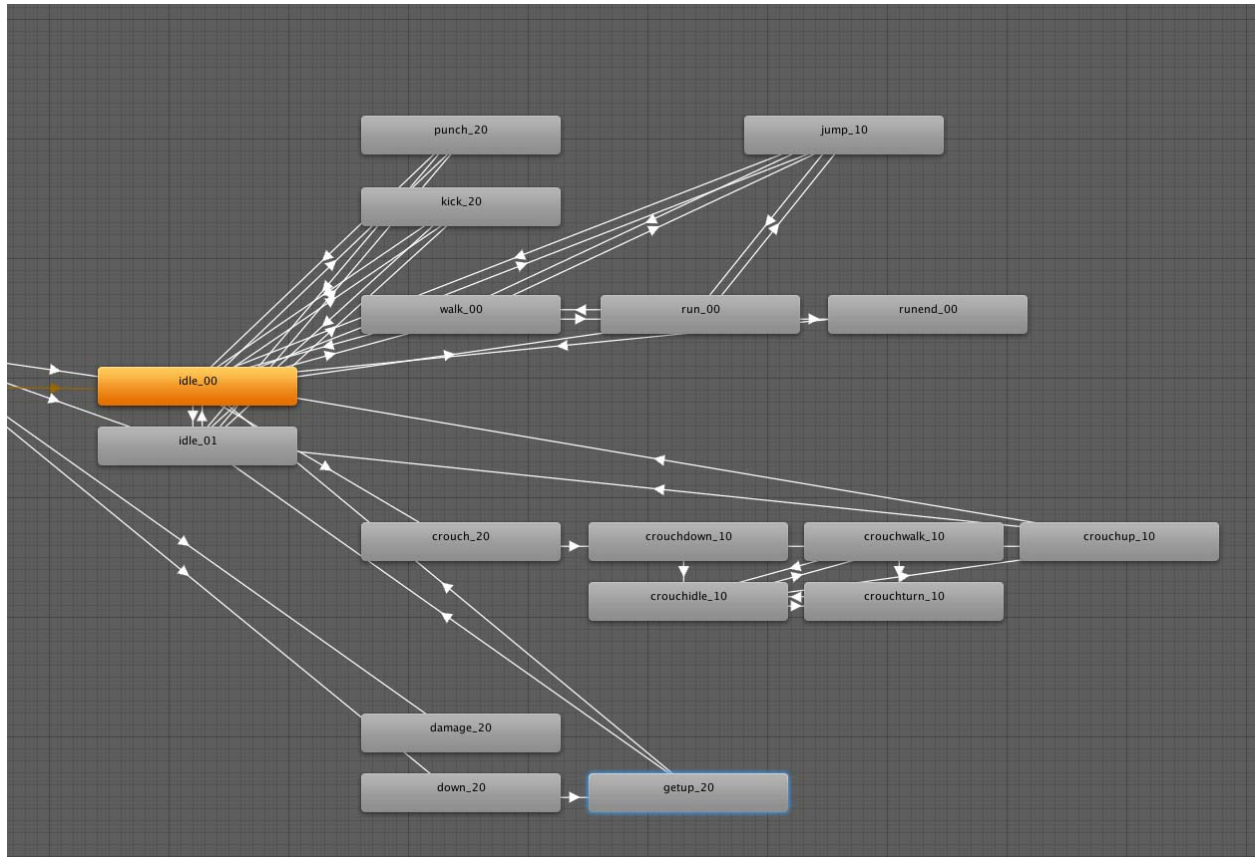 punch_20
jump_10
kick_20
walk_00
run_00
runend_00
idle_00
idle_01
crouch_20
crouchdown_10
crouchwalk_10
crouchup_10
crouchidle_10
crouchturn_10
damage_20
down_20
getup_20